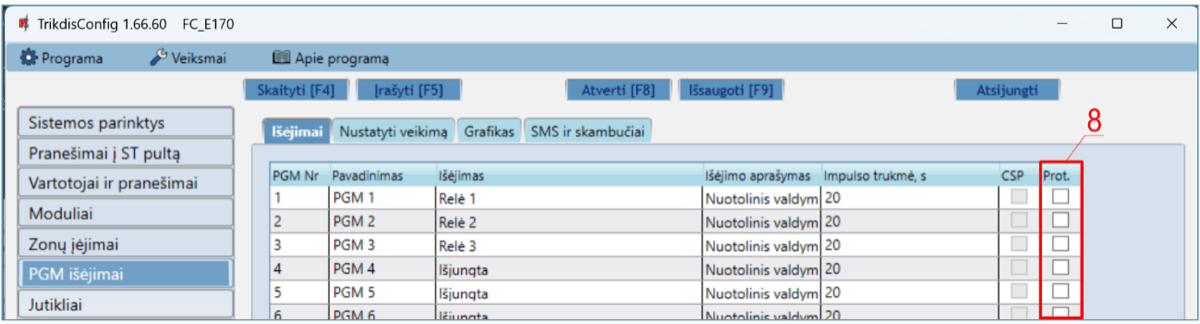 TrikdisConfig 1.66.60 FC_E170
Programa Veiksmai Apie programą
Skaityti [F4] Įrašyti [F5] Atverti [F8] Išsaugoti [F9] Atsijungti
8
Sistemos parinktys
Pranešimai į ST pultą
Vartotojai ir pranešimai
Moduliai
Zonų įėjimai
PGM išėjimai
Jutikliai
Išėjimai Nustatyti veikimą Grafikas SMS ir skambučiai
PGM Nr Pavadinimas Išėjimas Išėjimo aprašymas Impulso trukmė, s CSP Prot.
1 PGM 1 Relė 1 Nuotolinis valdym 20
2 PGM 2 Relė 2 Nuotolinis valdym 20
3 PGM 3 Relė 3 Nuotolinis valdym 20
4 PGM 4 Išjungta Nuotolinis valdym 20
5 PGM 5 Išjungta Nuotolinis valdym 20
6 PGM 6 Išjungta Nuotolinis valdym 20